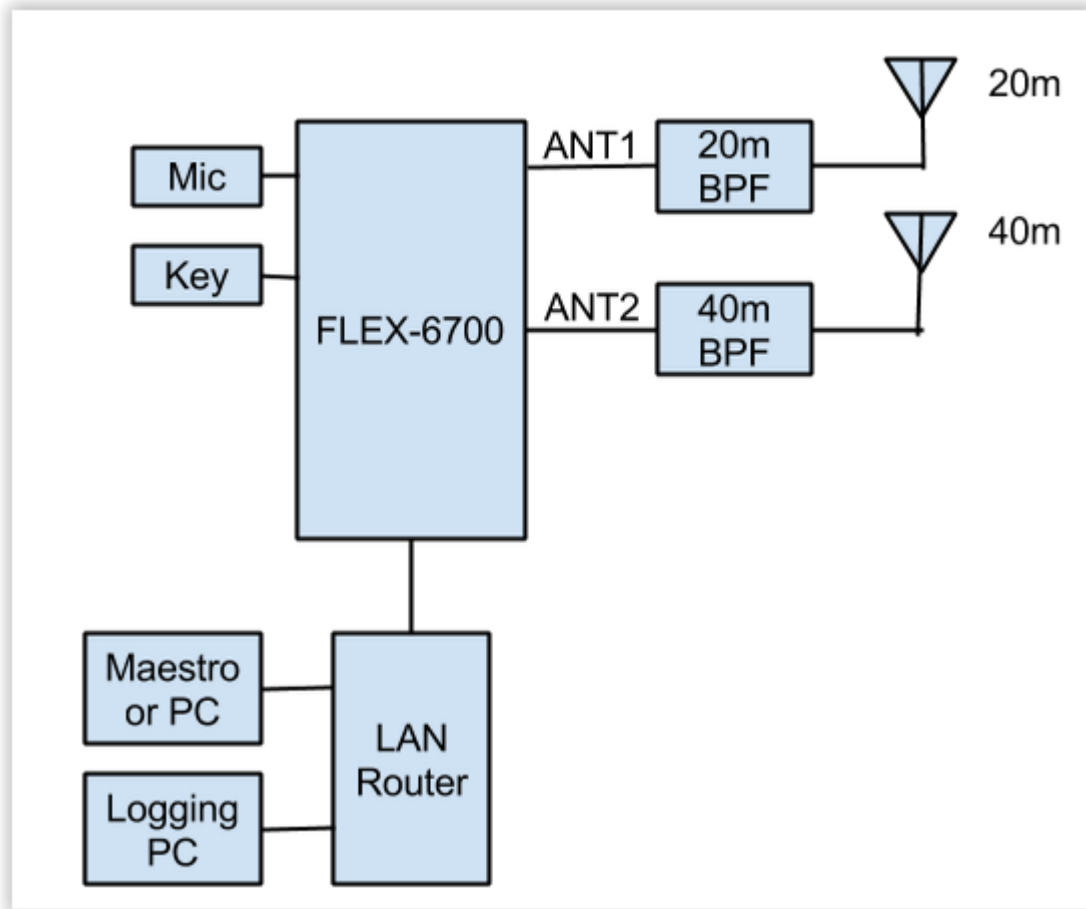 20m
ANT1
20m
BPF
Mic
40m
Key
ANT2
40m
BPF
FLEX-6700
Maestro
or PC
LAN
Router
Logging
PC